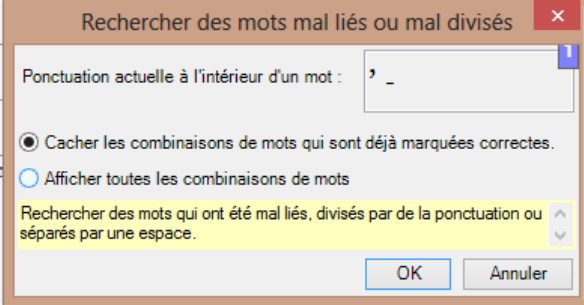 Rechercher des mots mal liés ou mal divisés
Ponctuation actuelle à l'intérieur d'un mot : ’ -
1
Cacher les combinaisons de mots qui sont déjà marquées correctes.
Afficher toutes les combinaisons de mots
Rechercher des mots qui ont été mal liés, divisés par de la ponctuation ou
séparés par une espace.
OK Annuler